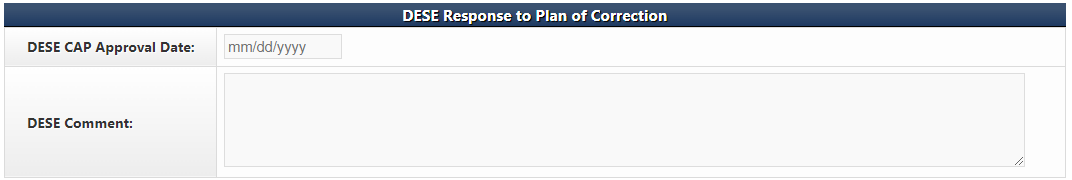 DESE Response to Plan of Correction
DESE CAP Approval Date: mm/dd/yyyy
DESE Comment: